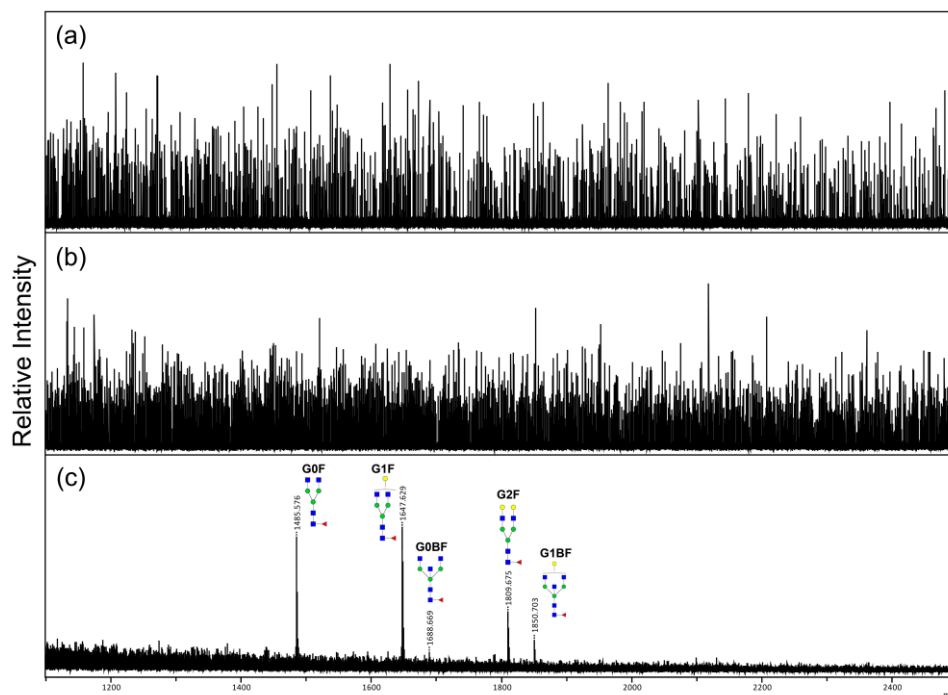 (a)
(b)
Relative Intensity
(c)
G0F
1485.576
G1F
1647.629
G0BF
1688.669
G2F
1809.675
G1BF
1850.703
1200
1400
1600
1800
2000
2200
2400